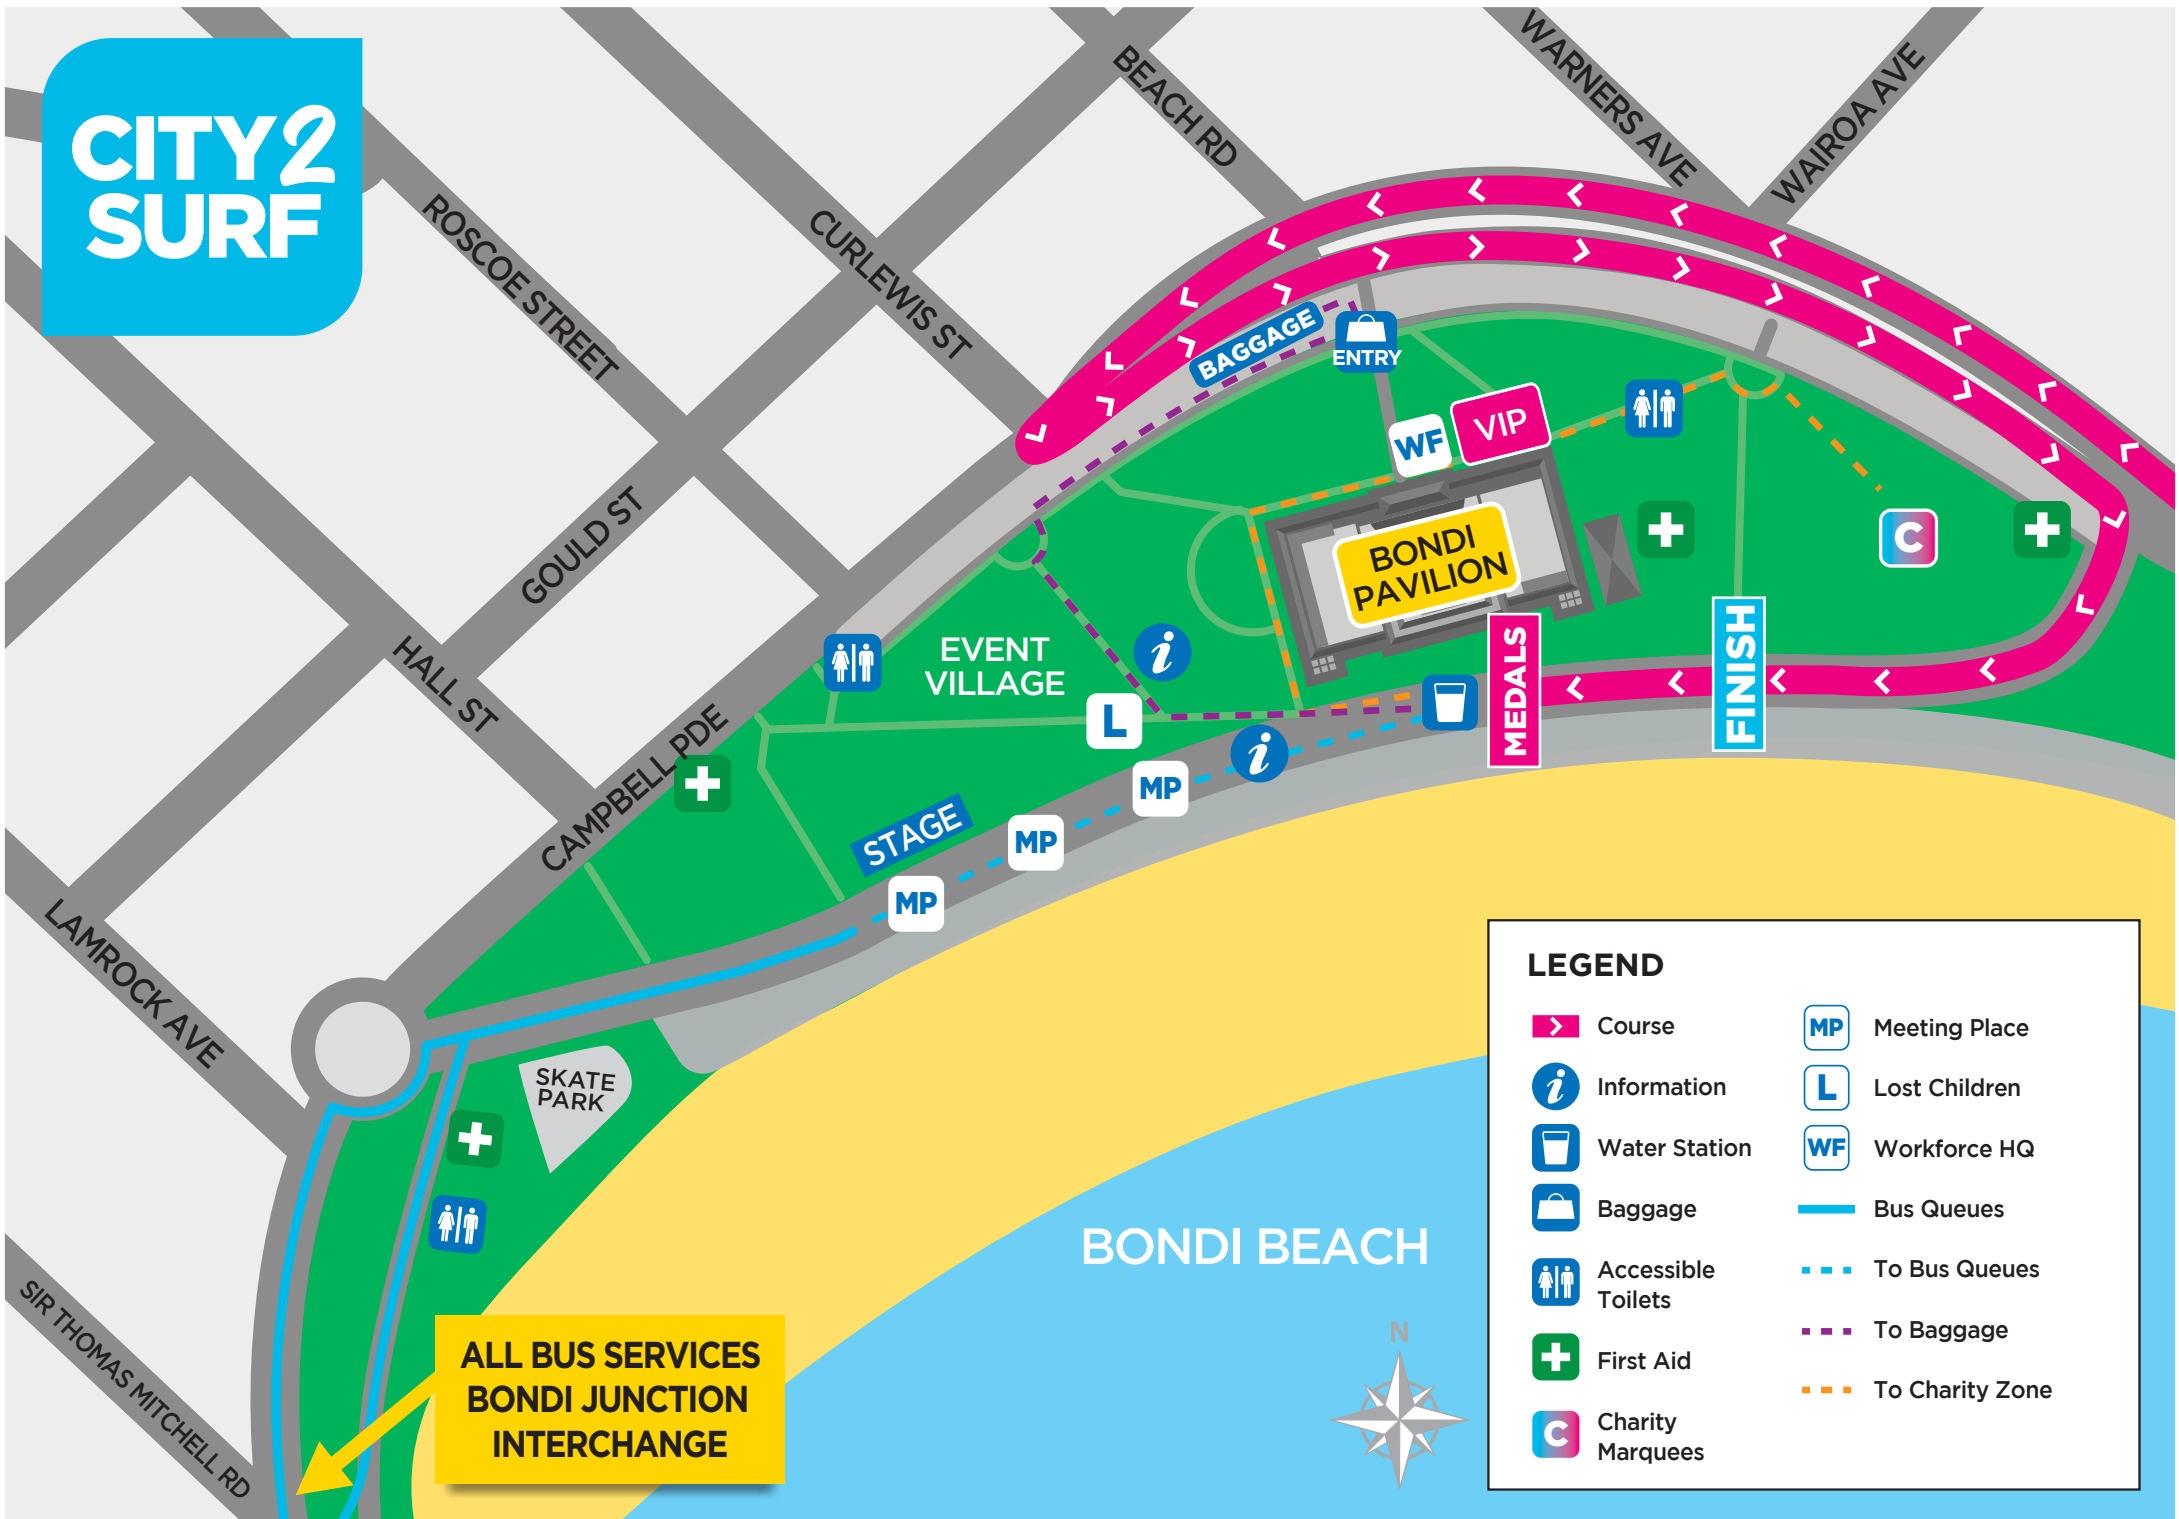 CITY2
SURF
BEACH RD
WARNERS AVE
WAIROA AVE
ROSCOE STREET
CURLEWIS ST
BAGGAGE
ENTRY
WF
VIP
GOULD ST
BONDI
PAVILION
C
HALL ST
EVENT
VILLAGE
i
L
MEDALS
FINISH
CAMPBELL PDE
i
MP
STAGE
MP
MP
LAMROCK AVE
SKATE
PARK
SIR THOMAS MITCHELL RD
ALL BUS SERVICES
BONDI JUNCTION
INTERCHANGE
BONDI BEACH
N
LEGEND
Course
i Information
Water Station
Baggage
Accessible
Toilets
First Aid
C Charity
Marquees
MP Meeting Place
L Lost Children
WF Workforce HQ
Bus Queues
To Bus Queues
To Baggage
To Charity Zone